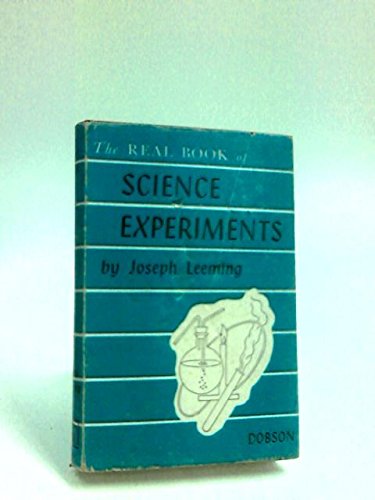 The REAL BOOK of
SCIENCE
EXPERIMENTS
by Joseph Leeming
DOBSON